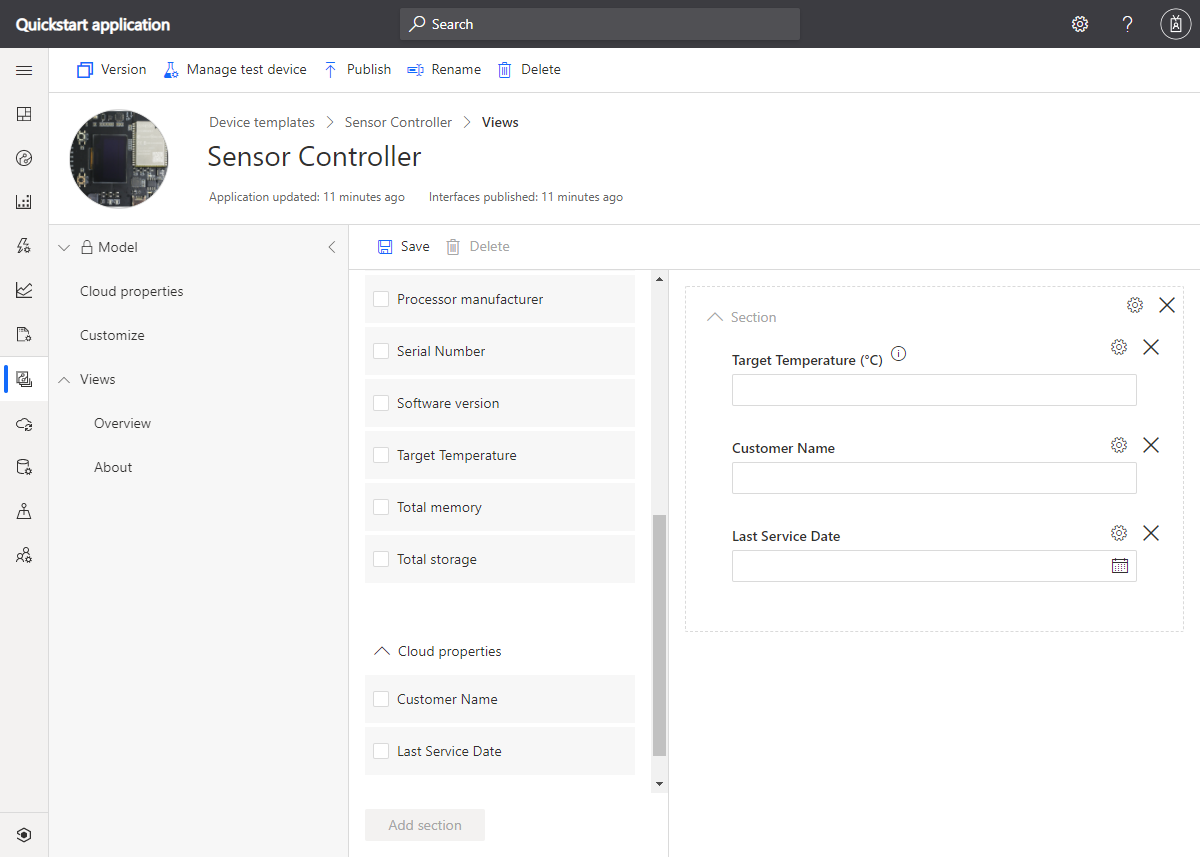 Quickstart application
Search
?
Version
Manage test device
Publish
Rename
Delete
Device templates > Sensor Controller > Views
Sensor Controller
Application updated: 11 minutes ago
Interfaces published: 11 minutes ago
Model
Cloud properties
Customize
Views
Overview
About
Save
Delete
Processor manufacturer
Serial Number
Software version
Target Temperature
Total memory
Total storage
Cloud properties
Customer Name
Last Service Date
Add section
Section
Target Temperature (°C)
Customer Name
Last Service Date